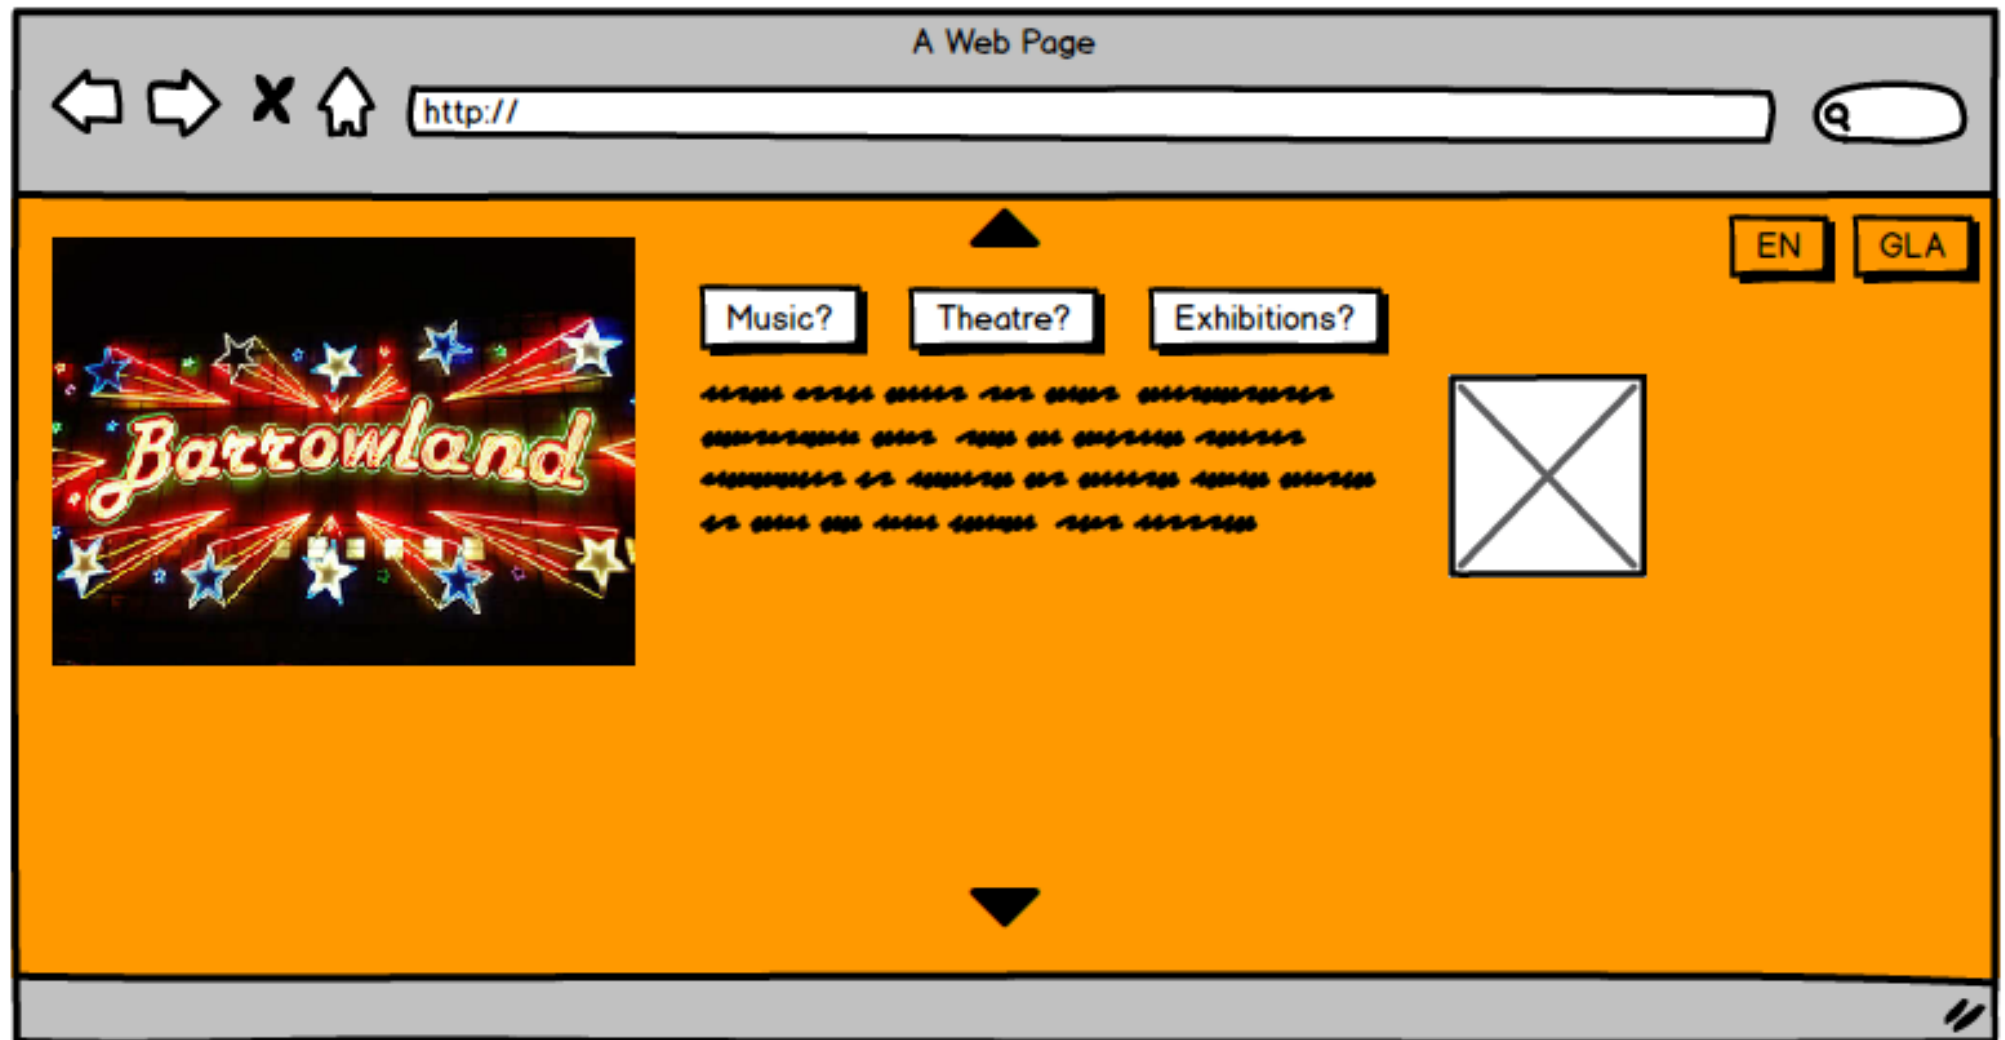 A Web Page
http://
EN GLA
Music? Theatre? Exhibitions?
Barrowland